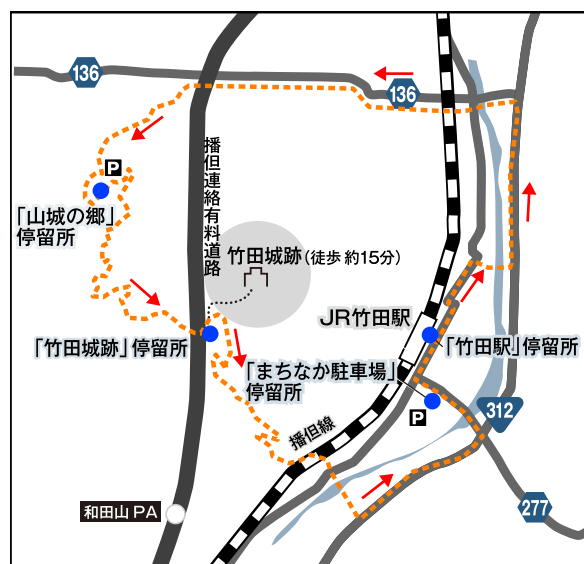 136
136
P
播但連絡有料道路
「山城の郷」
停留所
竹田城跡(徒歩 約15分)
JR竹田駅
「竹田城跡」停留所
「竹田駅」停留所
「まちなか駐車場」
停留所
P
312
播但線
和田山 PA
277